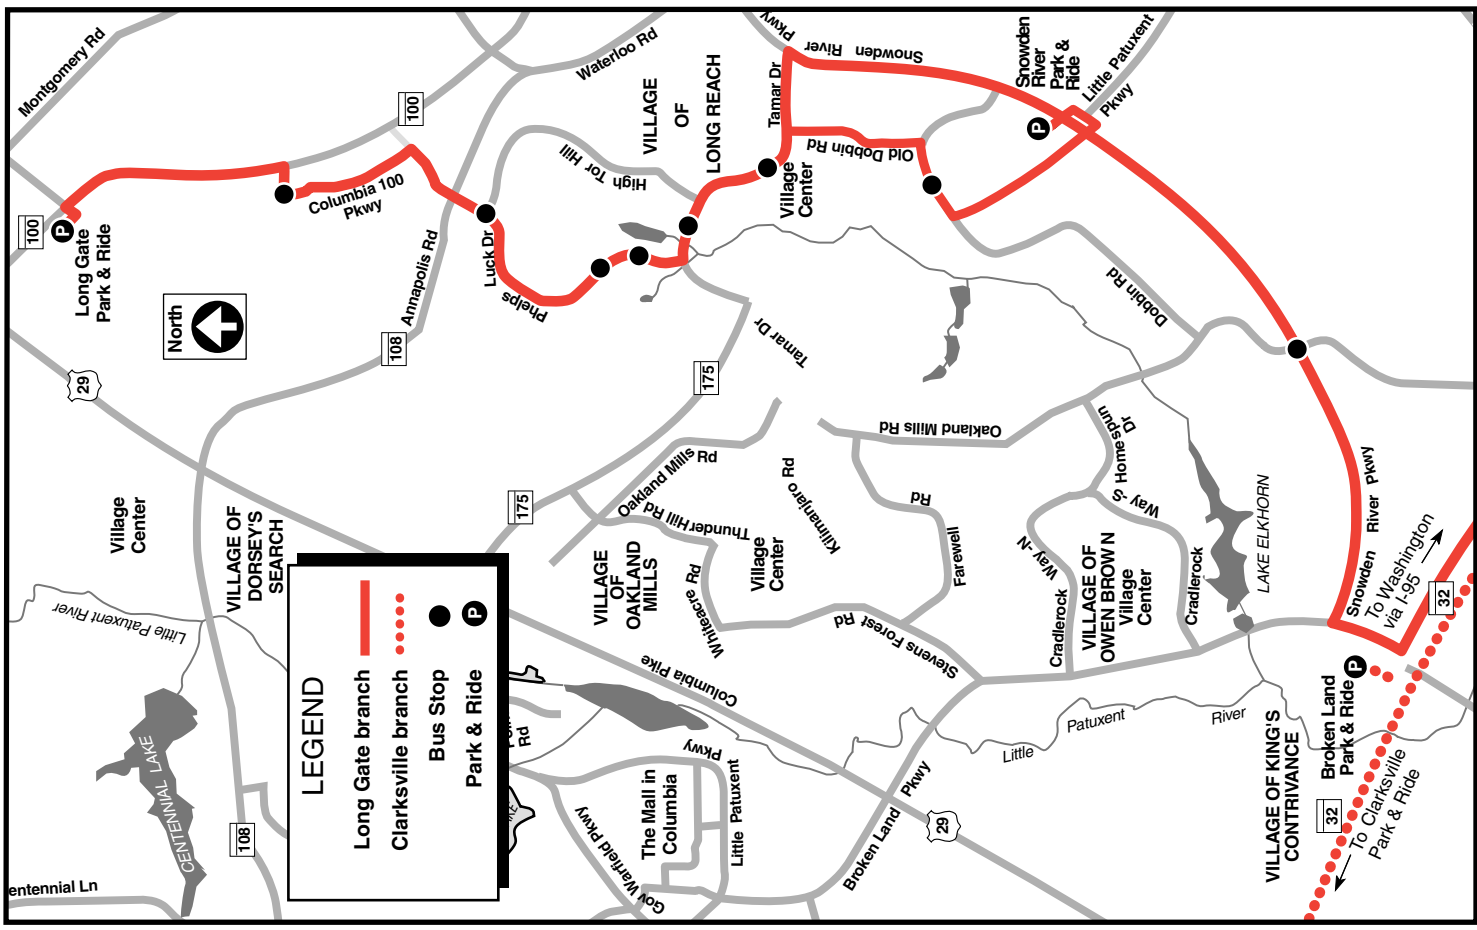 Montgomery Rd
100
Long Gate
Park & Ride
North
29
100
Columbia 100
Pkwy
Waterloo Rd
Annapolis Rd
108
Luck Dr
Phelps
High Tor Hill
VILLAGE
OF
LONG REACH
Pkwy
Snowden River
Tamar Dr
Village
Center
Old Dobbin Rd
Snowden
River
Park &
Ride
Little Patuxent
Pkwy
Dobbin Rd
Tamar Dr
175
175
Village
Center
VILLAGE OF
DORSEY'S
SEARCH
Little Patuxent River
CENTENNIAL LAKE
108
entennial Ln
LEGEND
Long Gate branch
Clarksville branch
Bus Stop
P
Park & Ride
Oakland Mills Rd
Thunder Hill Rd
VILLAGE
OF
OAKLAND
MILLS
Village
Center
Whiteacre Rd
Kilimanjaro Rd
Oakland Mills Rd
Farewell
Rd
Stevens Forest
Rd
Homespun
Dr
Way -S
Way -N
Cradlerock
Cradlerock
VILLAGE OF
OWEN BROWN
Village
Center
LAKE ELKHORN
Snowden River Pkwy
To Washington
via I-95
32
Columbia Pike
Rd
The Mall in
Columbia
Gov Warfield Pkwy
Little Patuxent
Pkwy
Broken Land Pkwy
29
Little Patuxent River
VILLAGE OF KING'S
CONTRIVANCE
Broken Land
Park & Ride
32
To Clarksville
Park & Ride
P
P
P